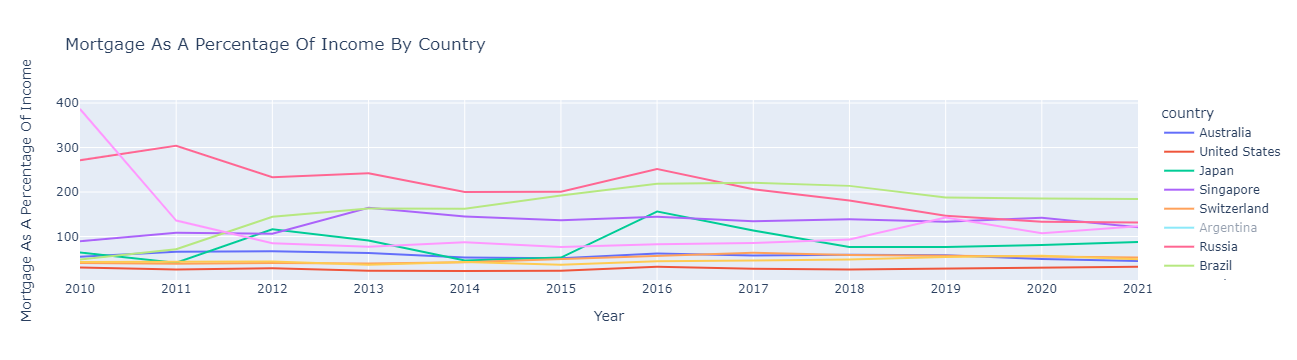 Mortgage As A Percentage Of Income By Country
Mortgage As A Percentage Of Income
400
300
200
100
2010 2011 2012 2013 2014 2015 2016 2017 2018 2019 2020 2021
Year
country
Australia
United States
Japan
Singapore
Switzerland
Argentina
Russia
Brazil